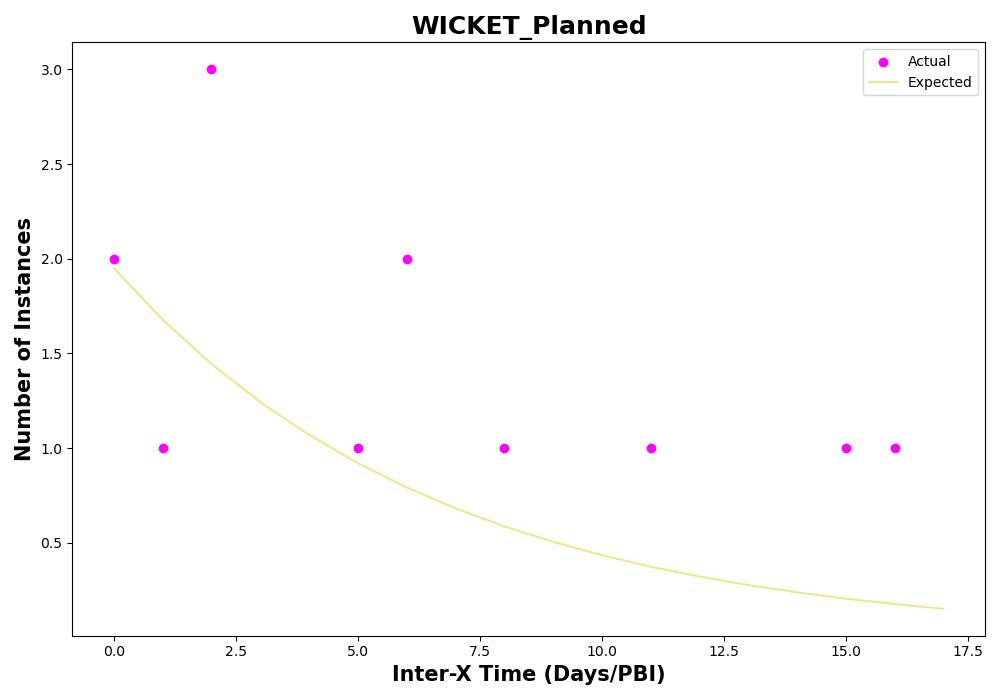 WICKET_Planned
Actual
Expected
3.0
2.5
2.0
1.5
1.0
0.5
Number of Instances
0.0 2.5 5.0 7.5 10.0 12.5 15.0 17.5
Inter-X Time (Days/PBI)